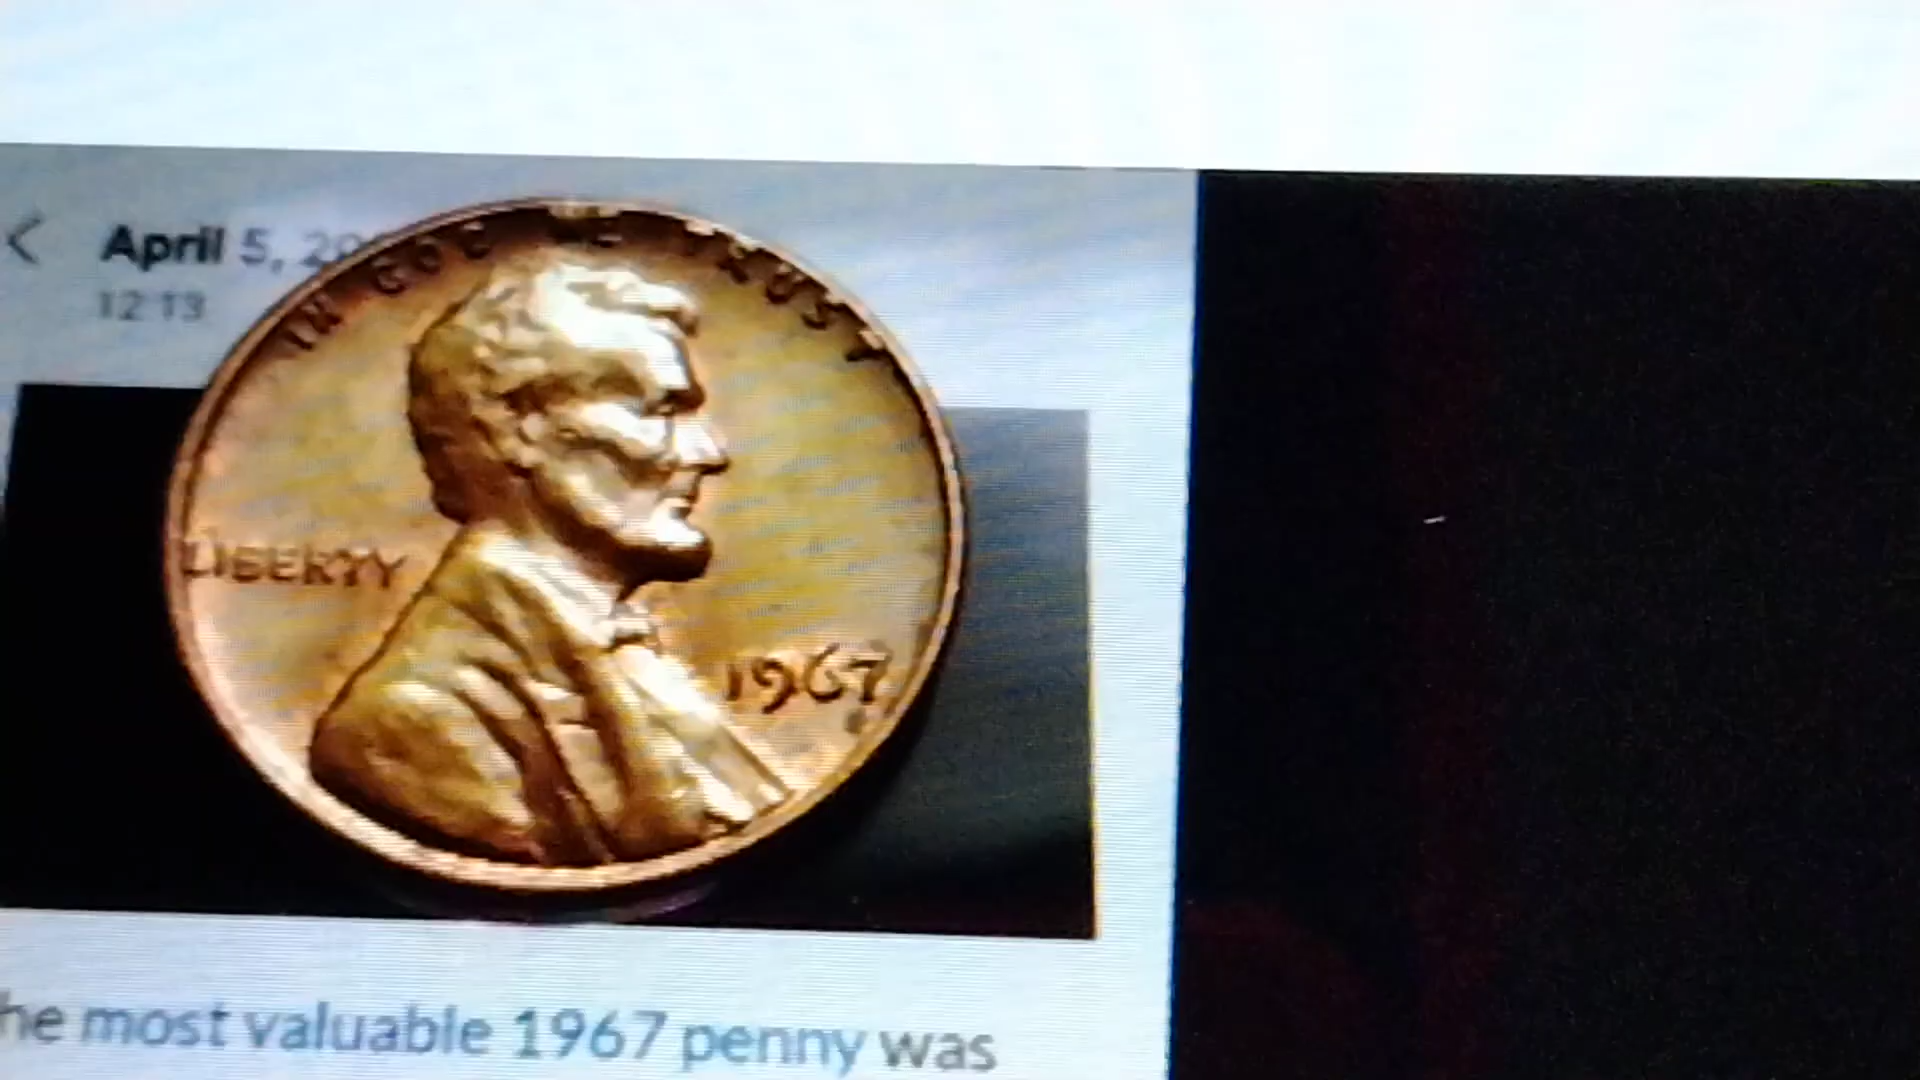 April 5, 20
12:13
IN GOD WE TRUST
LIBERTY
1967
he most valuable 1967 penny was